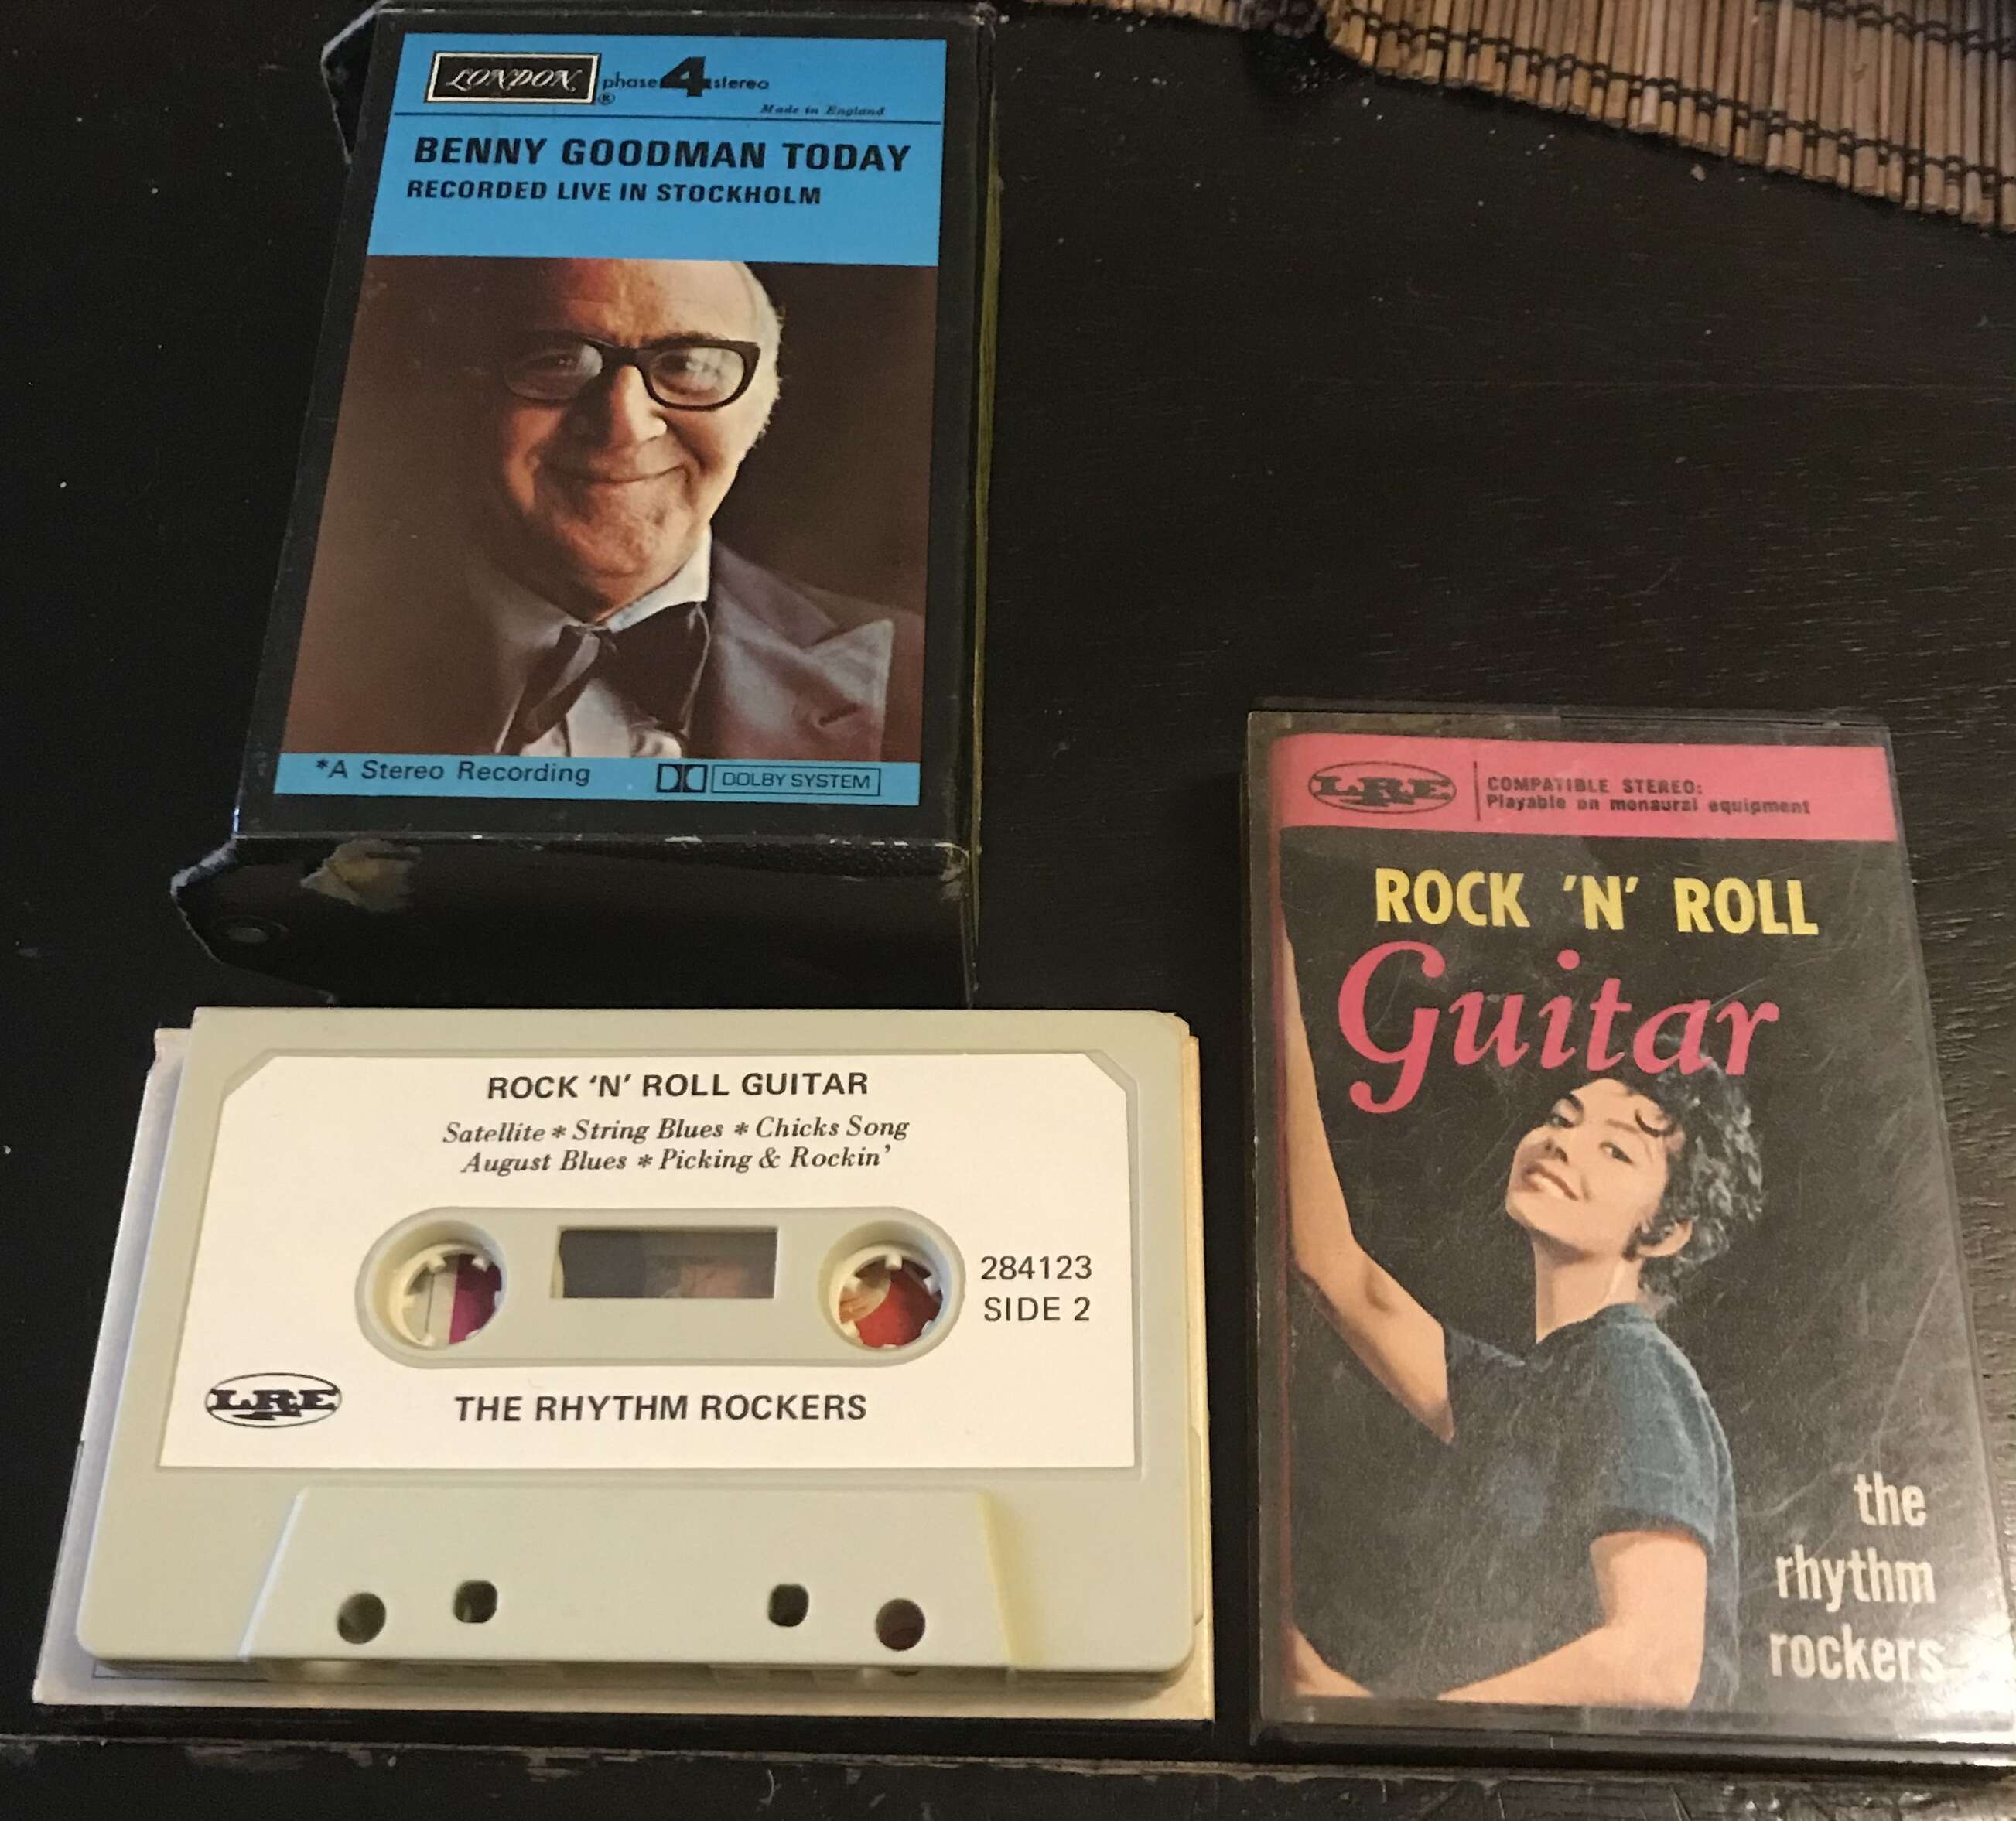 LONDON ® phase 4 stereo
Made in England
BENNY GOODMAN TODAY
RECORDED LIVE IN STOCKHOLM
*A Stereo Recording DOLBY SYSTEM
ROCK 'N' ROLL GUITAR
Satellite * String Blues * Chicks Song
August Blues * Picking & Rockin'
284123
SIDE 2
LRE THE RHYTHM ROCKERS
LRE COMPATIBLE STEREO:
Playable on monaural equipment
ROCK 'N' ROLL
Guitar
the
rhythm
rockers